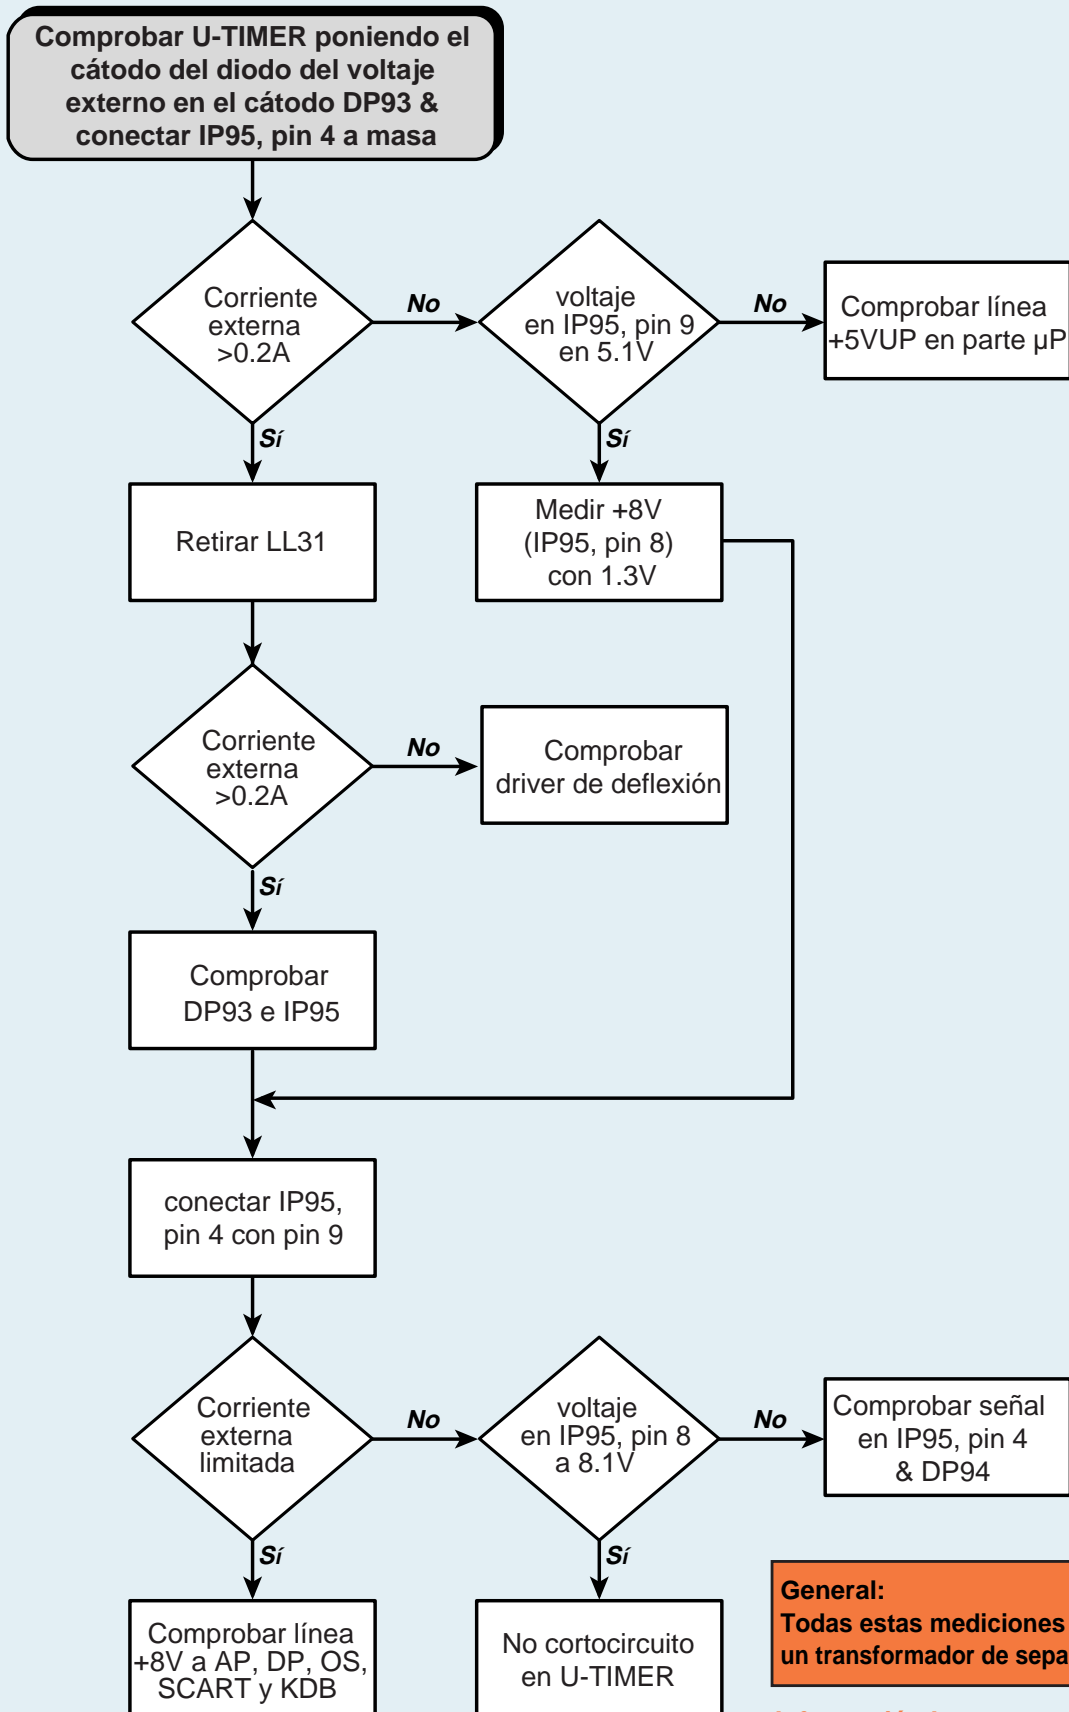 Comprobar U-TIMER poniendo el
cátodo del diodo del voltaje
externo en el cátodo DP93 &
conectar IP95, pin 4 a masa
Corriente
externa
>0.2A
No
voltaje
en IP95, pin 9
en 5.1V
No
Comprobar línea
+5VUP en parte µP
Sí
Sí
Retirar LL31
Medir +8V
(IP95, pin 8)
con 1.3V
Corriente
externa
>0.2A
No
Comprobar
driver de deflexión
Sí
Comprobar
DP93 e IP95
conectar IP95,
pin 4 con pin 9
Corriente
externa
limitada
No
voltaje
en IP95, pin 8
a 8.1V
No
Comprobar señal
en IP95, pin 4
& DP94
Sí
Sí
Comprobar línea
+8V a AP, DP, OS,
SCART y KDB
No cortocircuito
en U-TIMER
General:
Todas estas mediciones
un transformador de sepa